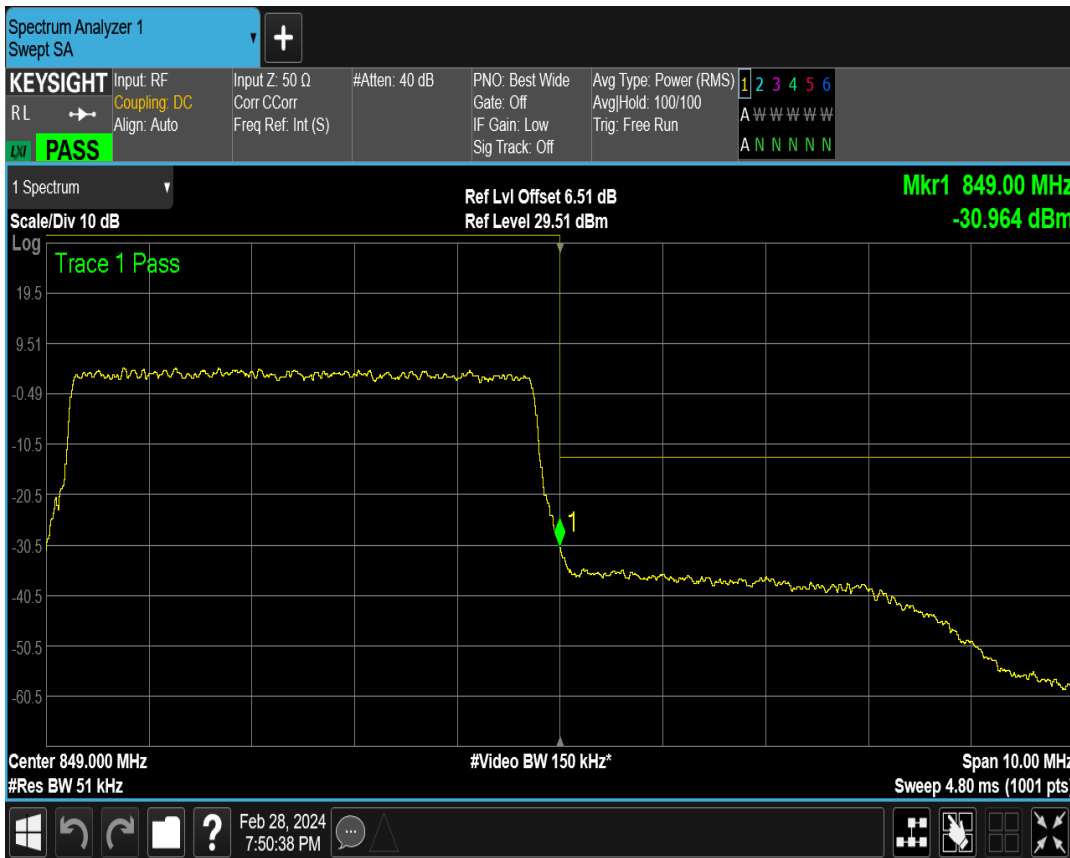 Spectrum Analyzer 1
Swept SA
+
KEYSIGHT
RL
LXI PASS
Input: RF
Coupling: DC
Align: Auto
Input Z: 50 Ω
Corr CCorr
Freq Ref: Int (S)
#Atten: 40 dB
PNO: Best Wide
Gate: Off
IF Gain: Low
Sig Track: Off
Avg Type: Power (RMS)
Avg|Hold: 100/100
Trig: Free Run
1 2 3 4 5 6
A W W W W W
A N N N N N
1 Spectrum
Scale/Div 10 dB
Ref Lvl Offset 6.51 dB
Ref Level 29.51 dBm
Mkr1 849.00 MHz
-30.964 dBm
Log
Trace 1 Pass
19.5
9.51
-0.49
-10.5
-20.5
1
-30.5
-40.5
-50.5
-60.5
Center 849.000 MHz
#Res BW 51 kHz
#Video BW 150 kHz*
Span 10.00 MHz
Sweep 4.80 ms (1001 pts)
?
Feb 28, 2024
7:50:38 PM